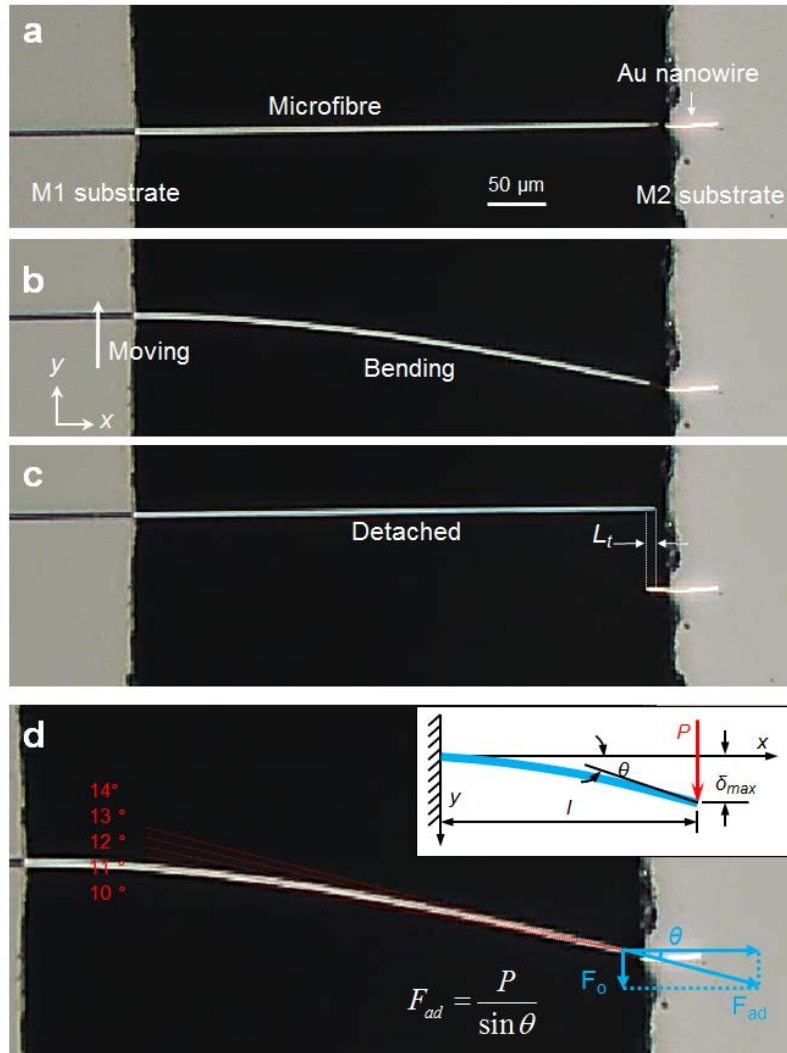 a
Au nanowire
Microfibre
50 μm
M1 substrate
M2 substrate
b
Moving
Bending
y
x
c
Detached
Lt
d
P
x
θ
δmax
y
l
14°
13 °
12 °
11 °
10 °
θ
Fo
Fad
Fad = P / sin θ